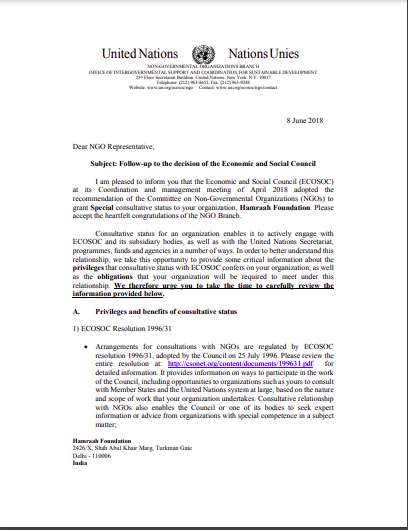 United Nations Nations Unies
NON-GOVERNMENTAL ORGANIZATIONS BRANCH
OFFICE OF INTERGOVERNMENTAL SUPPORT AND COORDINATION FOR SUSTAINABLE DEVELOPMENT
25th Floor Secretariat Building United Nations, New York. N.Y. 10017
Telephone: (212) 963-8652; Fax: (212) 963-9248
Website: www.un.org/ecosoc/ngo Contact: www.un.org/ecosoc/ngo/contact
8 June 2018
Dear NGO Representative,
Subject: Follow-up to the decision of the Economic and Social Council
I am pleased to inform you that the Economic and Social Council (ECOSOC)
at its Coordination and management meeting of April 2018 adopted the
recommendation of the Committee on Non-Governmental Organizations (NGOs) to
grant Special consultative status to your organization, Hamraah Foundation. Please
accept the heartfelt congratulations of the NGO Branch.
Consultative status for an organization enables it to actively engage with
ECOSOC and its subsidiary bodies, as well as with the United Nations Secretariat,
programmes, funds and agencies in a number of ways. In order to better understand this
relationship, we take this opportunity to provide some critical information about the
privileges that consultative status with ECOSOC confers on your organization, as well
as the obligations that your organization will be required to meet under this
relationship. We therefore urge you to take the time to carefully review the
information provided below.
A. Privileges and benefits of consultative status
1) ECOSOC Resolution 1996/31
• Arrangements for consultations with NGOs are regulated by ECOSOC
resolution 1996/31, adopted by the Council on 25 July 1996. Please review the
entire resolution at: http://csonet.org/content/documents/199631.pdf for
detailed information. It provides information on ways to participate in the work
of the Council, including opportunities to organizations such as yours to consult
with Member States and the United Nations system at large, based on the nature
and scope of work that your organization undertakes. Consultative relationship
with NGOs also enables the Council or one of its bodies to seek expert
information or advice from organizations with special competence in a subject
matter;
Hamraah Foundation
2426/X, Shah Abul Khair Marg, Turkman Gate
Delhi - 110006
India